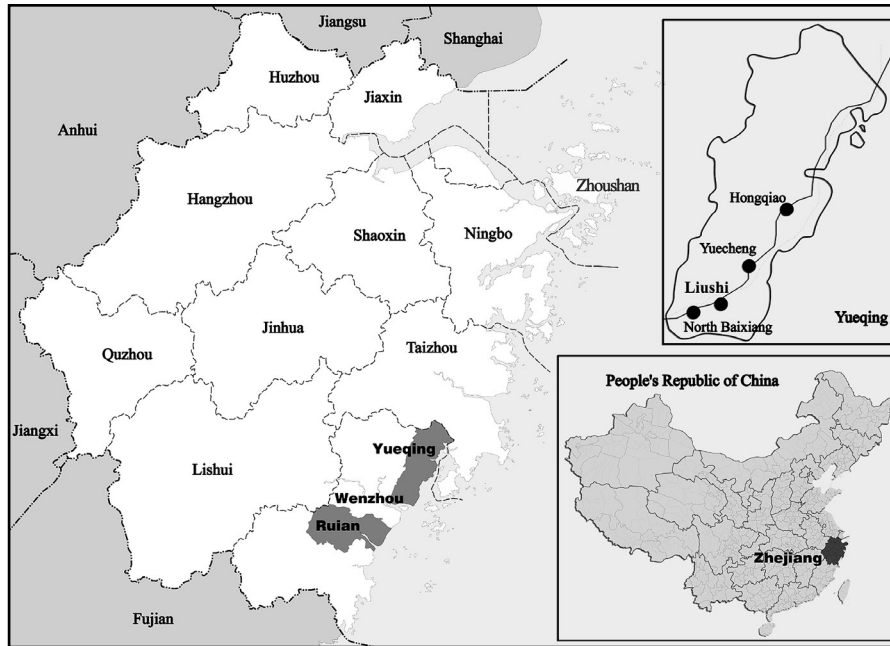 Jiangsu
Shanghai
Huzhou
Jiaxin
Anhui
Hangzhou
Zhoushan
Shaoxin
Ningbo
Jinhua
Quzhou
Taizhou
Jiangxi
Lishui
Yueqing
Wenzhou
Ruian
Fujian
Hongqiao
Yuecheng
Liushi
North Baixiang
Yueqing
People's Republic of China
Zhejiang